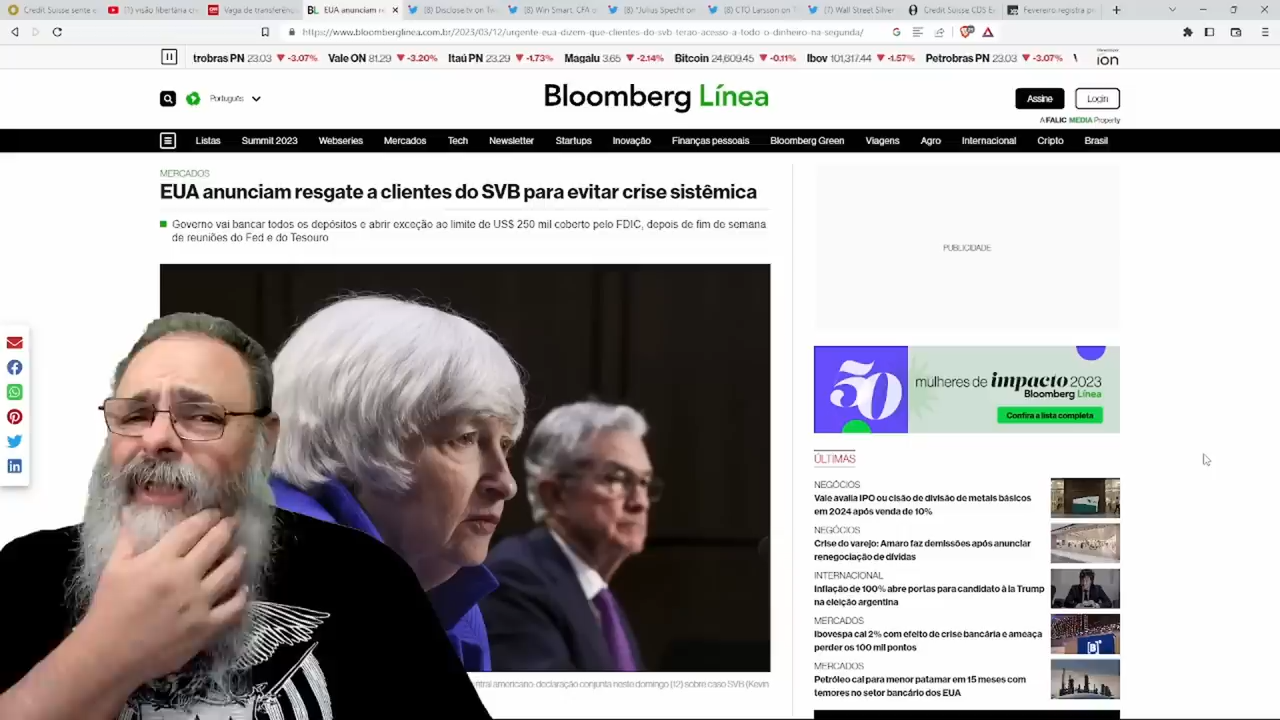 Credit Suisse sente o
(7) visão libertária cr
Vaga de transferência
EUA anunciam re
(8) Disclosetv on Twi
(8) Win Smart, CFA o
(8) "Julius Specht on
(8) CTO Larsson on T
(7) Wall Street Silver
Credit Suisse CDS E
Fevereiro registra p
https://www.bloomberglinea.com.br/2023/03/12/urgente-eua-dizem-que-clientes-do-svb-terao-acesso-a-todo-o-dinheiro-na-segunda/
trobras PN 23.03 ▼-3.07% Vale ON 81.29 ▼-3.20% Itaú PN 23.29 ▼-1.73% Magalu 3.65 ▼-2.14% Bitcoin 24,609.45 ▼-0.11% Ibov 101,317.44 ▼-1.57% Petrobras PN 23.03 ▼-3.07%
ion
Português
Bloomberg Línea
Assine
Login
A FALIC MEDIA Property
Listas Summit 2023 Webseries Mercados Tech Newsletter Startups Inovação Finanças pessoais Bloomberg Green Viagens Agro Internacional Cripto Brasil
MERCADOS
EUA anunciam resgate a clientes do SVB para evitar crise sistêmica
Governo vai bancar todos os depósitos e abrir exceção ao limite de US$ 250 mil coberto pelo FDIC, depois de fim de semana
de reuniões do Fed e do Tesouro
ntral americano: declaração conjunta neste domingo (12) sobre caso SVB (Kevin
PUBLICIDADE
50
mulheres de impacto 2023
Bloomberg Línea
Confira a lista completa
ÚLTIMAS
NEGÓCIOS
Vale avalia IPO ou cisão de divisão de metais básicos
em 2024 após venda de 10%
NEGÓCIOS
Crise do varejo: Amaro faz demissões após anunciar
renegociação de dívidas
INTERNACIONAL
Inflação de 100% abre portas para candidato à la Trump
na eleição argentina
MERCADOS
Ibovespa cai 2% com efeito de crise bancária e ameaça
perder os 100 mil pontos
MERCADOS
Petróleo cai para menor patamar em 15 meses com
temores no setor bancário dos EUA